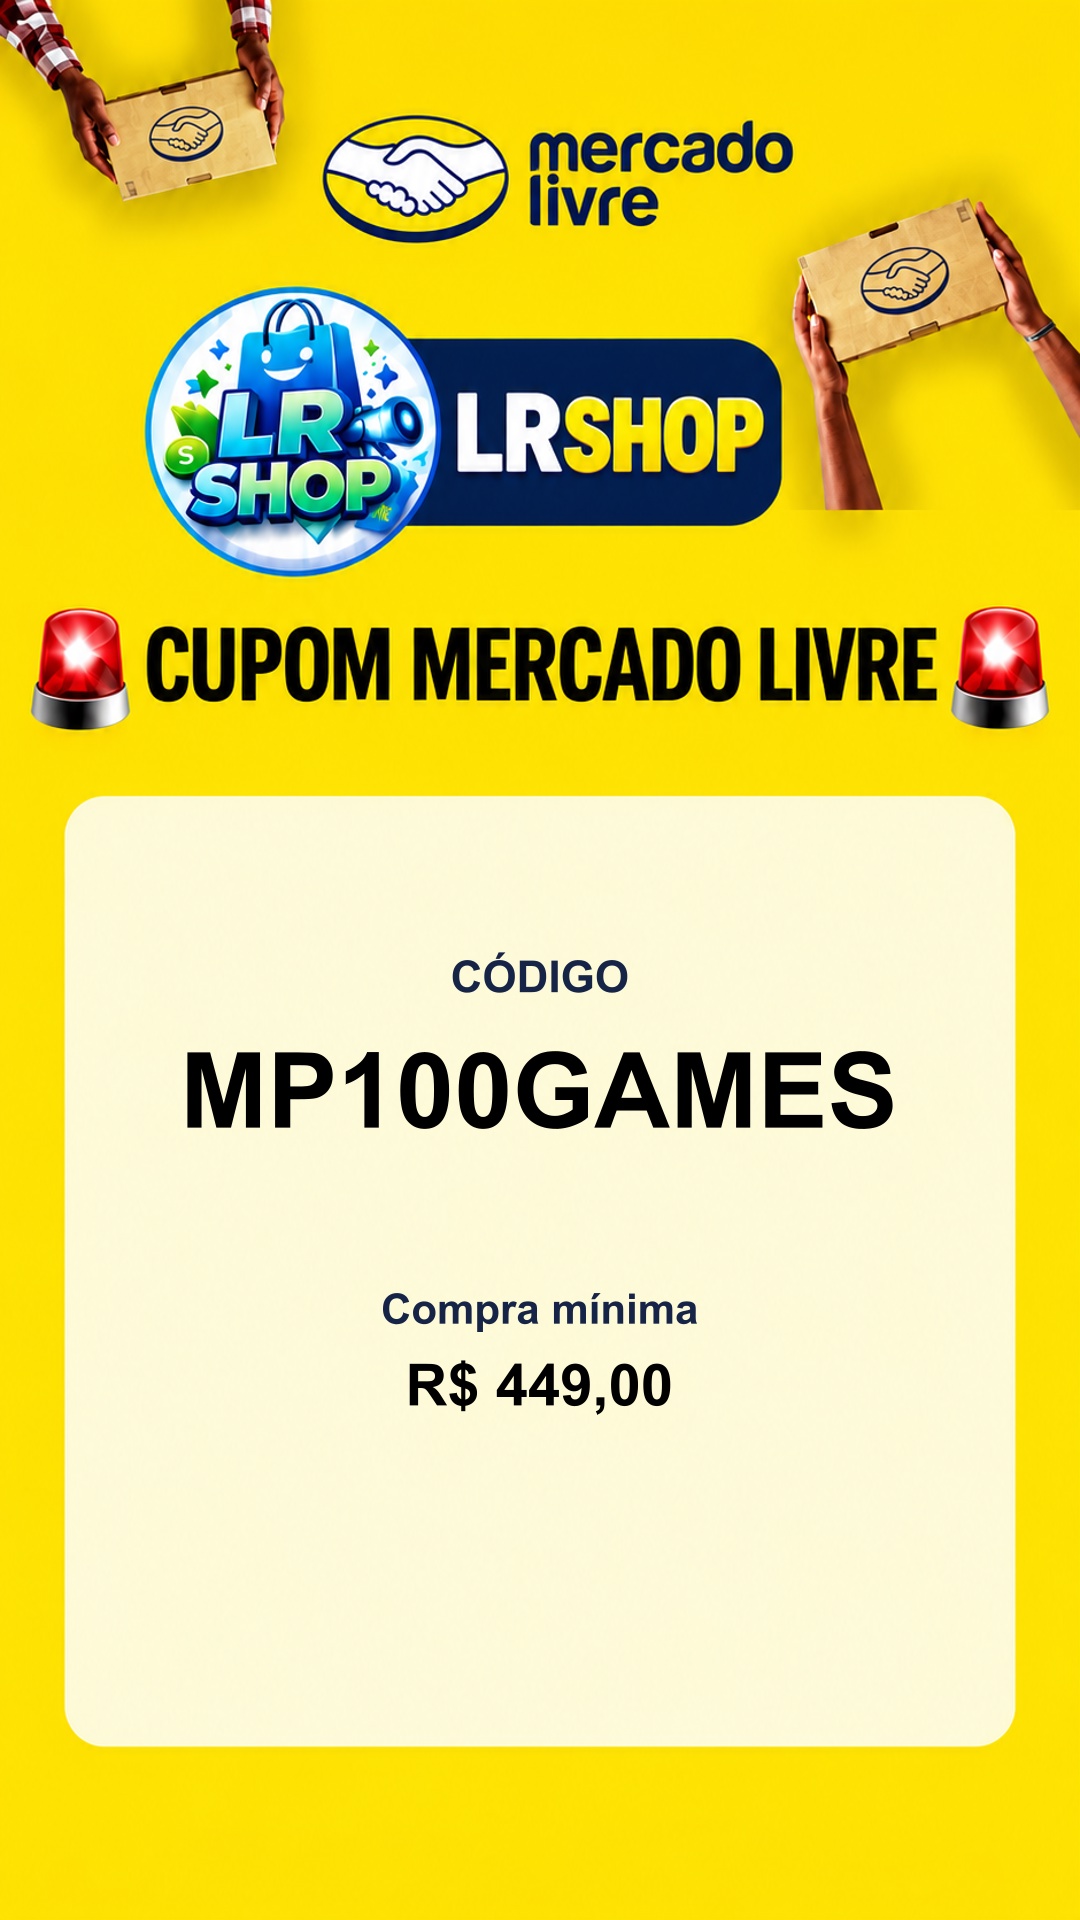 mercado
livre
LR
SHOP
LRSHOP
S
CUPOM MERCADO LIVRE
CÓDIGO
MP100GAMES
Compra mínima
R$ 449,00